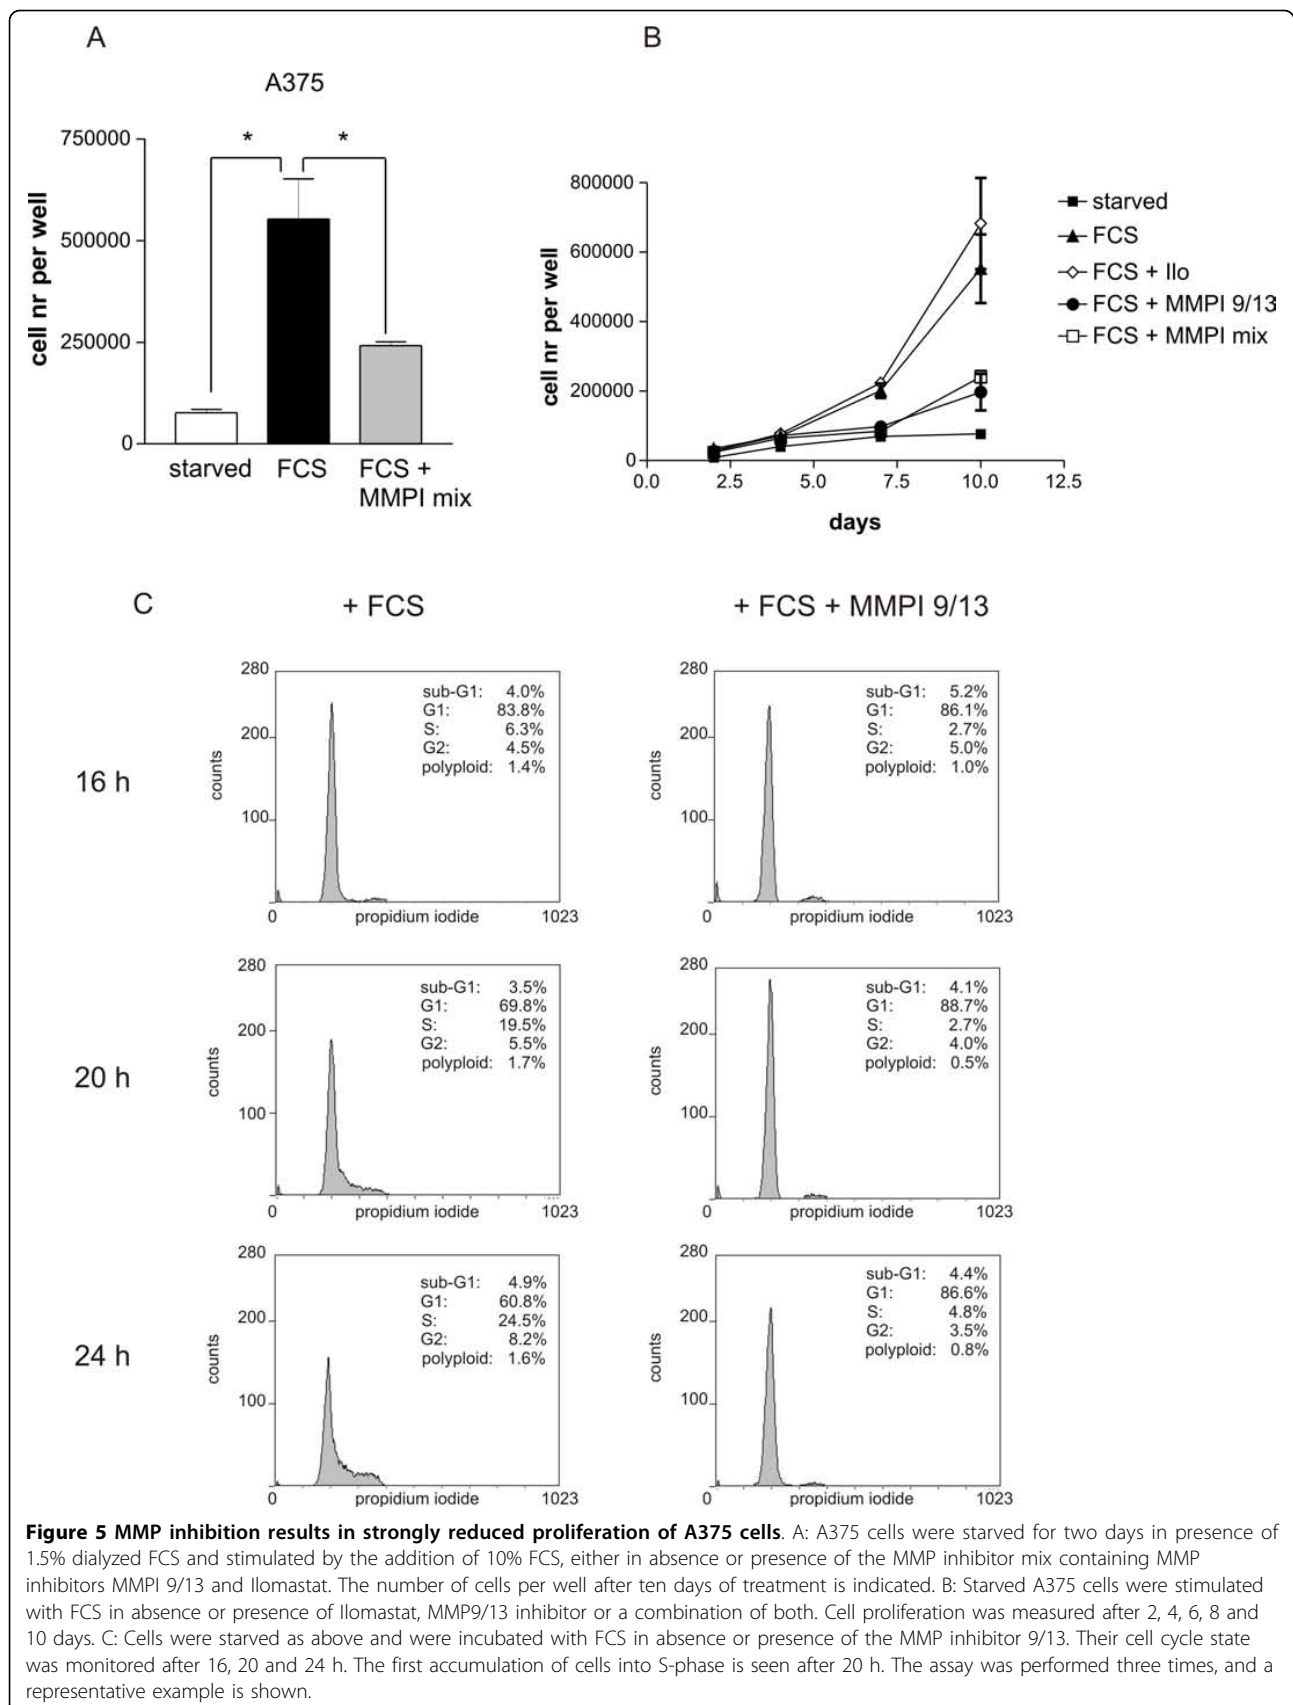 A
B
A375
*
*
750000
500000
250000
0
cell nr per well
starved
FCS
FCS +
MMPI mix
800000
600000
400000
200000
0
cell nr per well
0.0
2.5
5.0
7.5
10.0
12.5
days
starved
FCS
FCS + Ilo
FCS + MMPI 9/13
FCS + MMPI mix
C
+ FCS
+ FCS + MMPI 9/13
16 h
280
200
100
counts
sub-G1: 4.0%
G1: 83.8%
S: 6.3%
G2: 4.5%
polyploid: 1.4%
0
propidium iodide
1023
280
200
100
counts
sub-G1: 5.2%
G1: 86.1%
S: 2.7%
G2: 5.0%
polyploid: 1.0%
0
propidium iodide
1023
20 h
280
200
100
counts
sub-G1: 3.5%
G1: 69.8%
S: 19.5%
G2: 5.5%
polyploid: 1.7%
0
propidium iodide
1023
280
200
100
counts
sub-G1: 4.1%
G1: 88.7%
S: 2.7%
G2: 4.0%
polyploid: 0.5%
0
propidium iodide
1023
24 h
280
200
100
counts
sub-G1: 4.9%
G1: 60.8%
S: 24.5%
G2: 8.2%
polyploid: 1.6%
0
propidium iodide
1023
280
200
100
counts
sub-G1: 4.4%
G1: 86.6%
S: 4.8%
G2: 3.5%
polyploid: 0.8%
0
propidium iodide
1023
Figure 5 MMP inhibition results in strongly reduced proliferation of A375 cells. A: A375 cells were starved for two days in presence of
1.5% dialyzed FCS and stimulated by the addition of 10% FCS, either in absence or presence of the MMP inhibitor mix containing MMP
inhibitors MMPI 9/13 and Ilomastat. The number of cells per well after ten days of treatment is indicated. B: Starved A375 cells were stimulated
with FCS in absence or presence of Ilomastat, MMP9/13 inhibitor or a combination of both. Cell proliferation was measured after 2, 4, 6, 8 and
10 days. C: Cells were starved as above and were incubated with FCS in absence or presence of the MMP inhibitor 9/13. Their cell cycle state
was monitored after 16, 20 and 24 h. The first accumulation of cells into S-phase is seen after 20 h. The assay was performed three times, and a
representative example is shown.